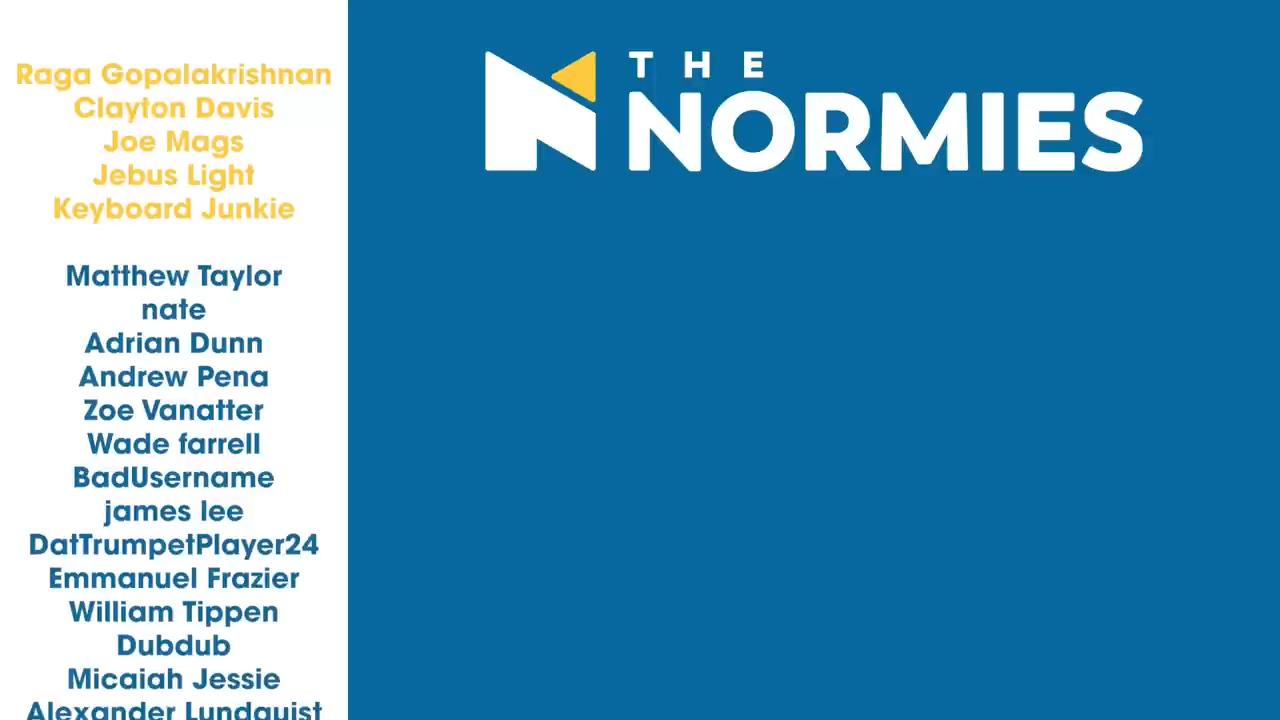 Raga Gopalakrishnan
Clayton Davis
Joe Mags
Jebus Light
Keyboard Junkie
Matthew Taylor
nate
Adrian Dunn
Andrew Pena
Zoe Vanatter
Wade farrell
BadUsername
james lee
DatTrumpetPlayer24
Emmanuel Frazier
William Tippen
Dubdub
Micaiah Jessie
Alexander Lundquist
THE
NORMIES